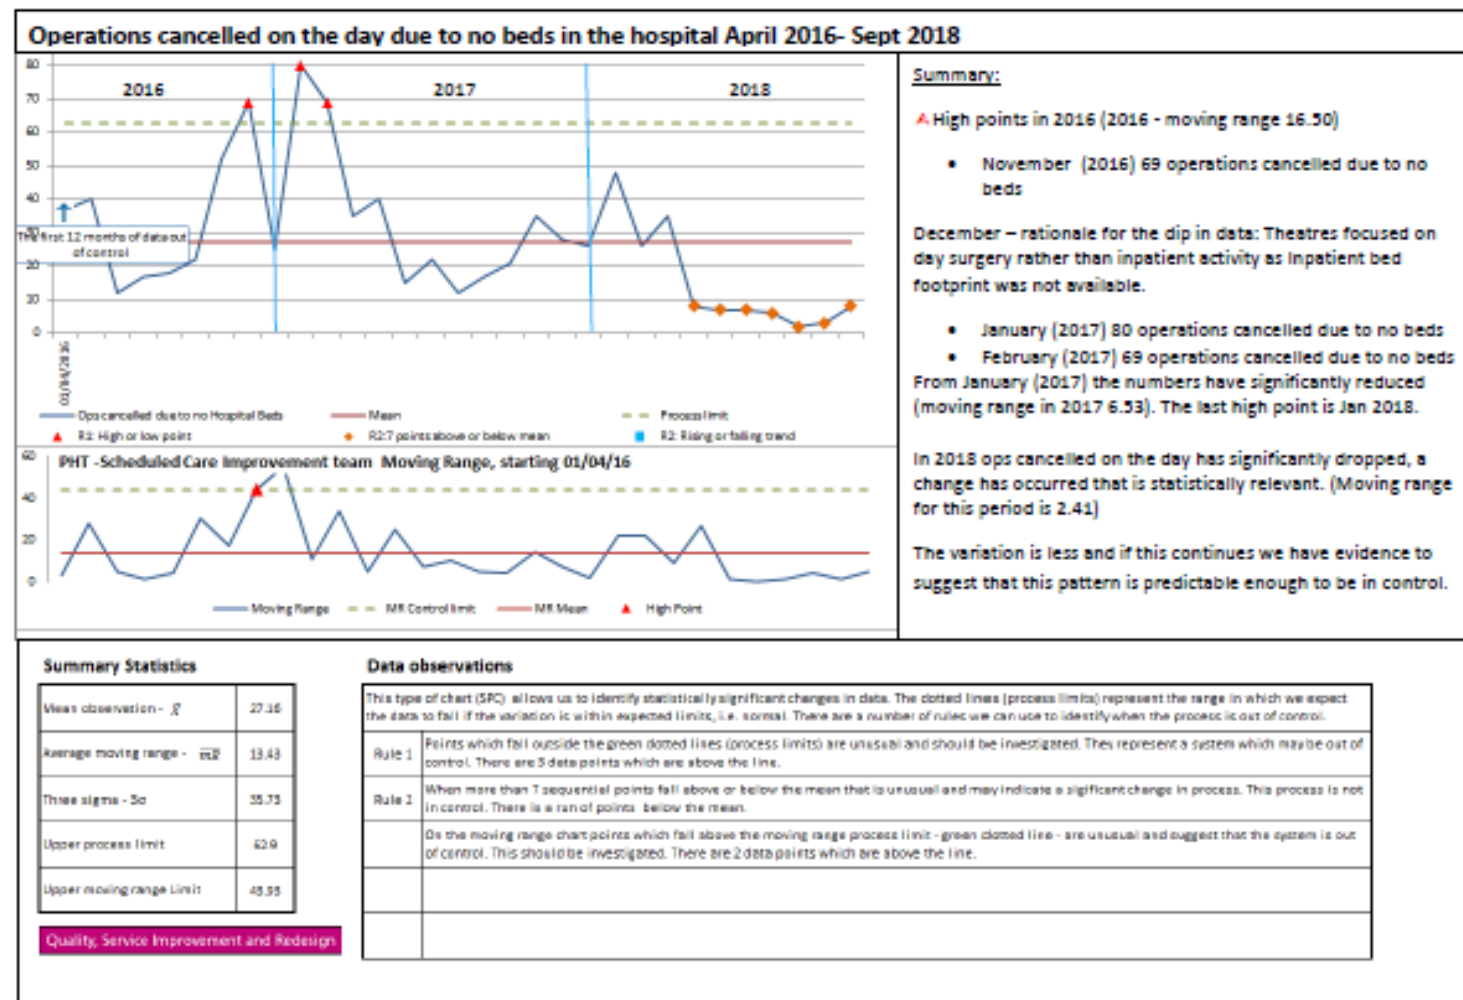 Operations cancelled on the day due to no beds in the hospital April 2016- Sept 2018
80
70
60
50
40
30
20
10
0
2016
2017
2018
The first 12 months of data out
of control
01/04/2016
Ops cancelled due to no Hospital Beds
Mean
Process limit
R1: High or low point
R2:7 points above or below mean
R2: Rising or falling trend
60
40
20
0
PHT -Scheduled Care Improvement team Moving Range, starting 01/04/16
Moving Range
MR Control limit
MR Mean
High Point
Summary:
High points in 2016 (2016 - moving range 16.50)
• November (2016) 69 operations cancelled due to no
beds
December – rationale for the dip in data: Theatres focused on
day surgery rather than inpatient activity as Inpatient bed
footprint was not available.
• January (2017) 80 operations cancelled due to no beds
• February (2017) 69 operations cancelled due to no beds
From January (2017) the numbers have significantly reduced
(moving range in 2017 6.53). The last high point is Jan 2018.
In 2018 ops cancelled on the day has significantly dropped, a
change has occurred that is statistically relevant. (Moving range
for this period is 2.41)
The variation is less and if this continues we have evidence to
suggest that this pattern is predictable enough to be in control.
Summary Statistics
Mean observation - x̄ 27.16
Average moving range - mR 13.43
Three sigma - 3σ 35.73
Upper process limit 62.9
Upper moving range Limit
Quality, Service Improvement and Redesign
Data observations
This type of chart (SPC) allows us to identify statistically significant changes in data. The dotted lines (process limits) represent the range in which we expect
the data to fall if the variation is within expected limits, i.e. normal. There are a number of rules we can use to identify when the process is out of control.
Rule 1 Points which fall outside the green dotted lines (process limits) are unusual and should be investigated. They represent a system which may be out of
control. There are 3 data points which are above the line.
Rule 2 When more than 7 sequential points fall above or below the mean that is unusual and may indicate a sigificant change in process. This process is not
in control. There is a run of points below the mean.
On the moving range chart points which fall above the moving range process limit - green dotted line - are unusual and suggest that the system is out
of control. This should be investigated. There are 2 data points which are above the line.